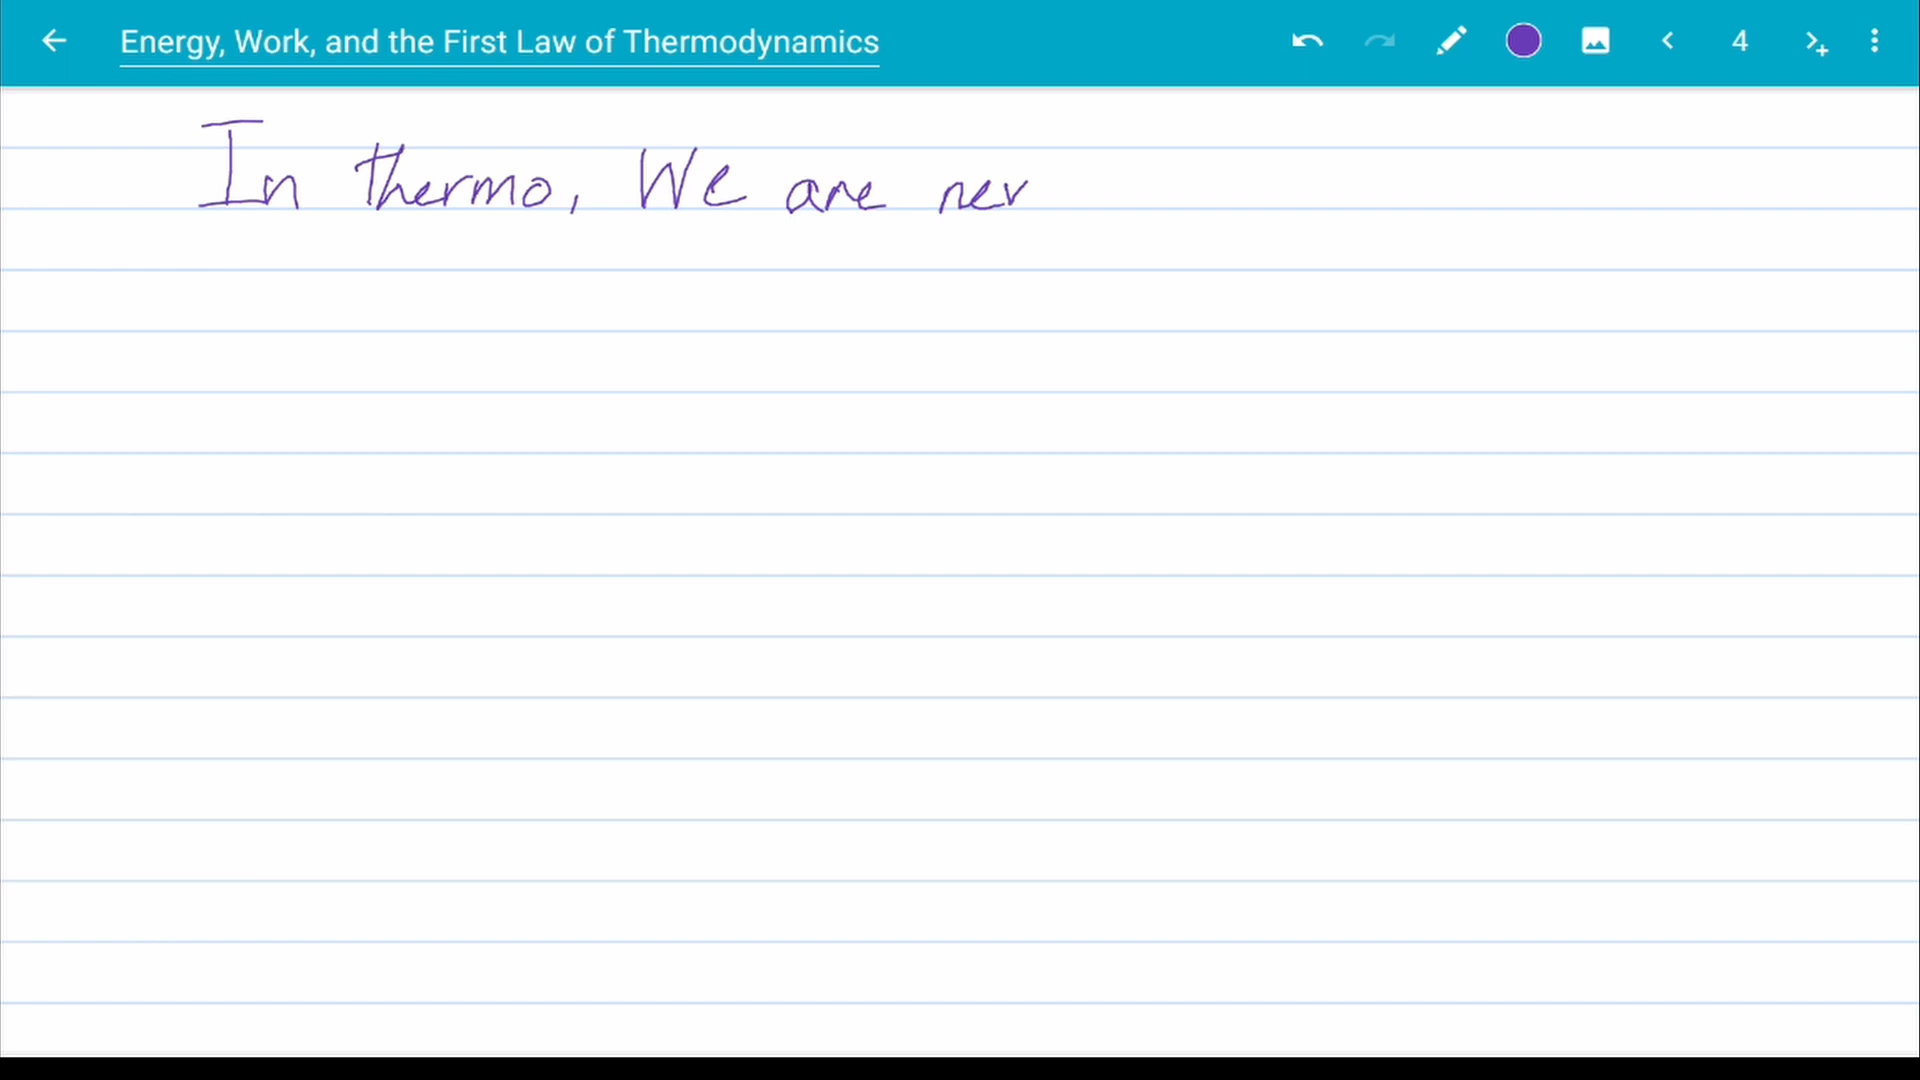 Energy, Work, and the First Law of Thermodynamics 4
In thermo, We are nev